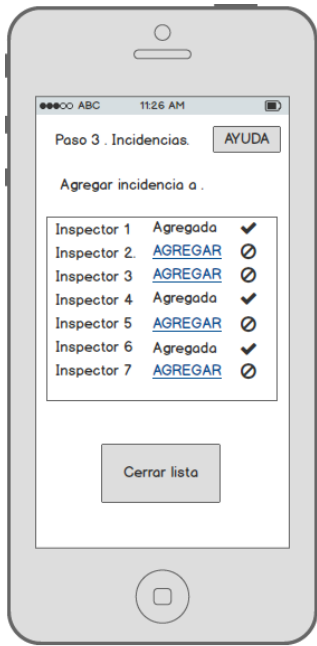 ABC 11:26 AM
Paso 3 . Incidencias. AYUDA
Agregar incidencia a .
Inspector 1 Agregada
Inspector 2. AGREGAR
Inspector 3 AGREGAR
Inspector 4 Agregada
Inspector 5 AGREGAR
Inspector 6 Agregada
Inspector 7 AGREGAR
Cerrar lista